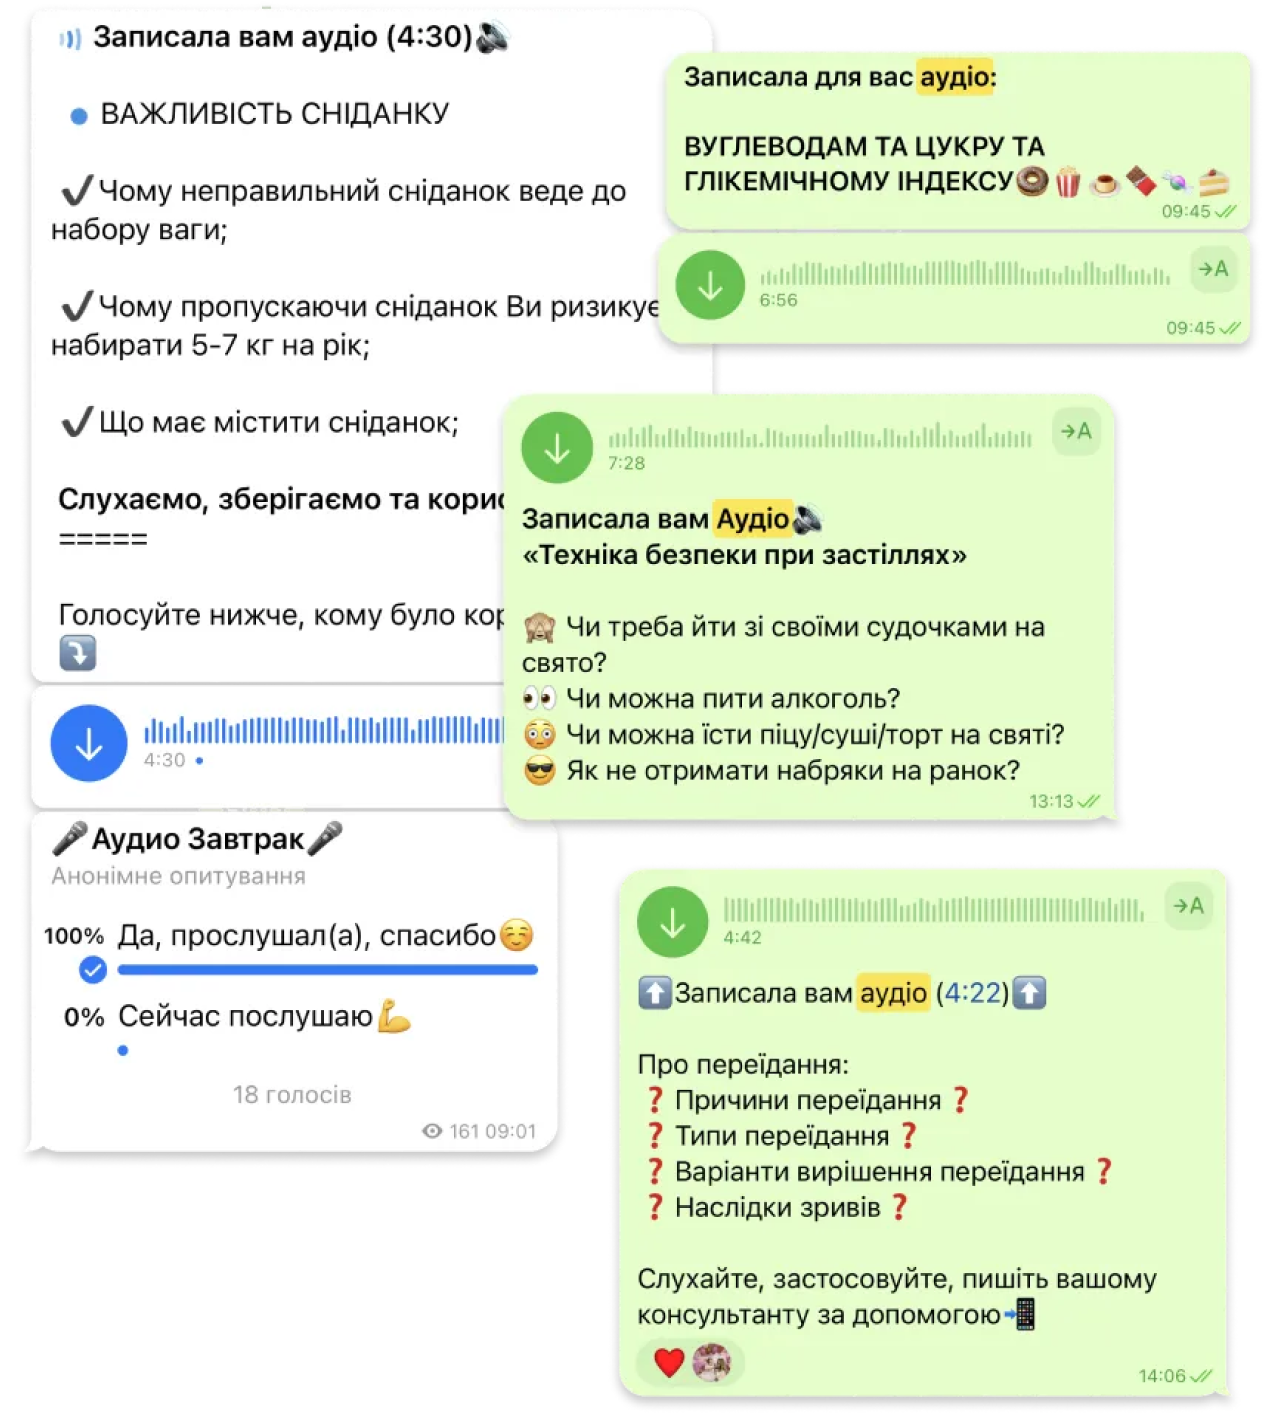 Записала вам аудіо (4:30)🔊
ВАЖЛИВІСТЬ СНІДАНКУ
✔️Чому неправильний сніданок веде до
набору ваги;
✔️Чому пропускаючи сніданок Ви
набирати 5-7 кг на рік;
✔️Що має містити сніданок;
Слухаємо, зберігаємо та
=====
Голосуйте нижче, кому було
⤵️
4:30
🎤Аудио Завтрак🎤
Анонімне опитування
100% Да, прослушал(а), спасибо☺️
0% Сейчас послушаю💪
18 голосів
161 09:01
Записала для вас аудіо:
ВУГЛЕВОДАМ ТА ЦУКРУ ТА
ГЛІКЕМІЧНОМУ ІНДЕКСУ🍩🍿🍮🍫🍬🍰
09:45
→A
6:56
09:45
→A
7:28
Записала вам Аудіо🔊
«Техніка безпеки при застіллях»
🙈 Чи треба йти зі своїми судочками на
свято?
👀 Чи можна пити алкоголь?
😳 Чи можна їсти піцу/суші/торт на святі?
😎 Як не отримати набряки на ранок?
13:13
→A
4:42
⬆️Записала вам аудіо (4:22)⬆️
Про переїдання:
❓ Причини переїдання ❓
❓ Типи переїдання ❓
❓ Варіанти вирішення переїдання ❓
❓ Наслідки зривів ❓
Слухайте, застосовуйте, пишіть вашому
консультанту за допомогою📲
14:06